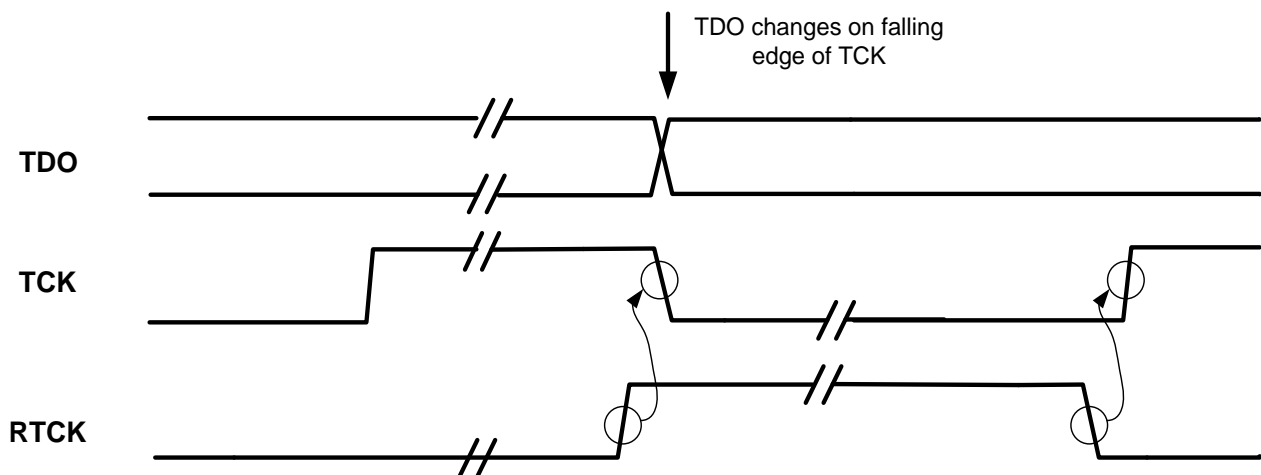 TDO changes on falling
edge of TCK
TDO
TCK
RTCK